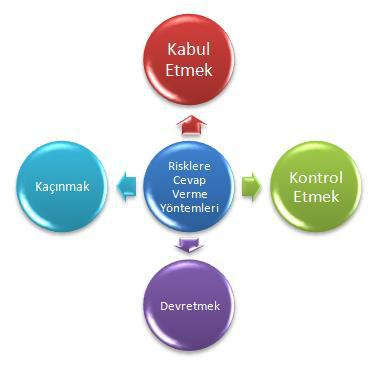 Kabul
Etmek
Kaçınmak
Risklere
Cevap
Verme
Yöntemleri
Kontrol
Etmek
Devretmek